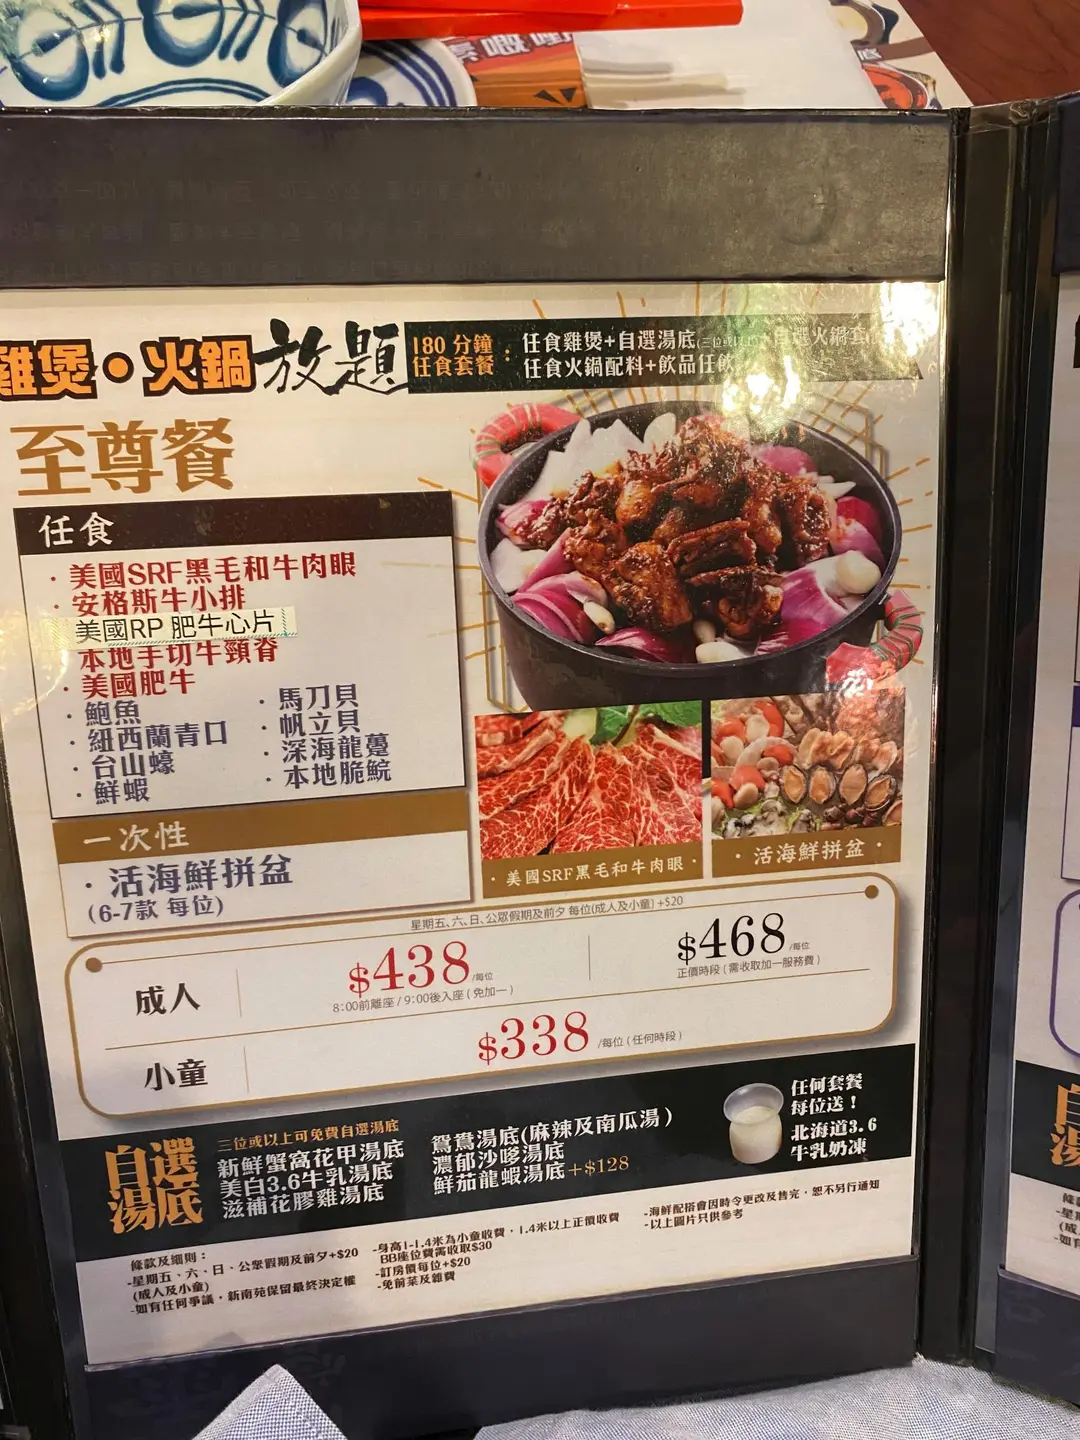 雞煲•火鍋放題
180 分鐘
任食套餐
:
任食雞煲+自選湯底(三位或以上)+自選火鍋套餐
任食火鍋配料+飲品任飲
至尊餐
任食
· 美國SRF黑毛和牛肉眼
· 安格斯牛小排
美國RP 肥牛心片
本地手切牛頸脊
· 美國肥牛
· 鮑魚
· 紐西蘭青口
· 台山蠔
· 鮮蝦
· 馬刀貝
· 帆立貝
· 深海龍躉
· 本地脆鯇
一次性
· 活海鮮拼盆
(6-7款 每位)
· 美國SRF黑毛和牛肉眼 ·
· 活海鮮拼盆 ·
星期五、六、日、公眾假期及前夕 每位(成人及小童) +$20
成人
$438/每位
8:00前離座 / 9:00後入座 ( 免加一 )
$468/每位
正價時段 ( 需收取加一服務費 )
小童
$338 /每位 ( 任何時段 )
自選
湯底
三位或以上可免費自選湯底
新鮮蟹窩花甲湯底
美白3.6牛乳湯底
滋補花膠雞湯底
鴛鴦湯底(麻辣及南瓜湯)
濃郁沙嗲湯底
鮮茄龍蝦湯底+$128
任何套餐
每位送！
北海道3.6
牛乳奶凍
條款及細則：
-星期五、六、日、公眾假期及前夕+$20
(成人及小童)
-如有任何爭議，新南苑保留最終決定權
-身高1-1.4米為小童收費，1.4米以上正價收費
BB座位費需收取$30
-訂房價每位+$20
-免前菜及雜費
-海鮮配搭會因時令更改及售完，恕不另行通知
-以上圖片只供參考